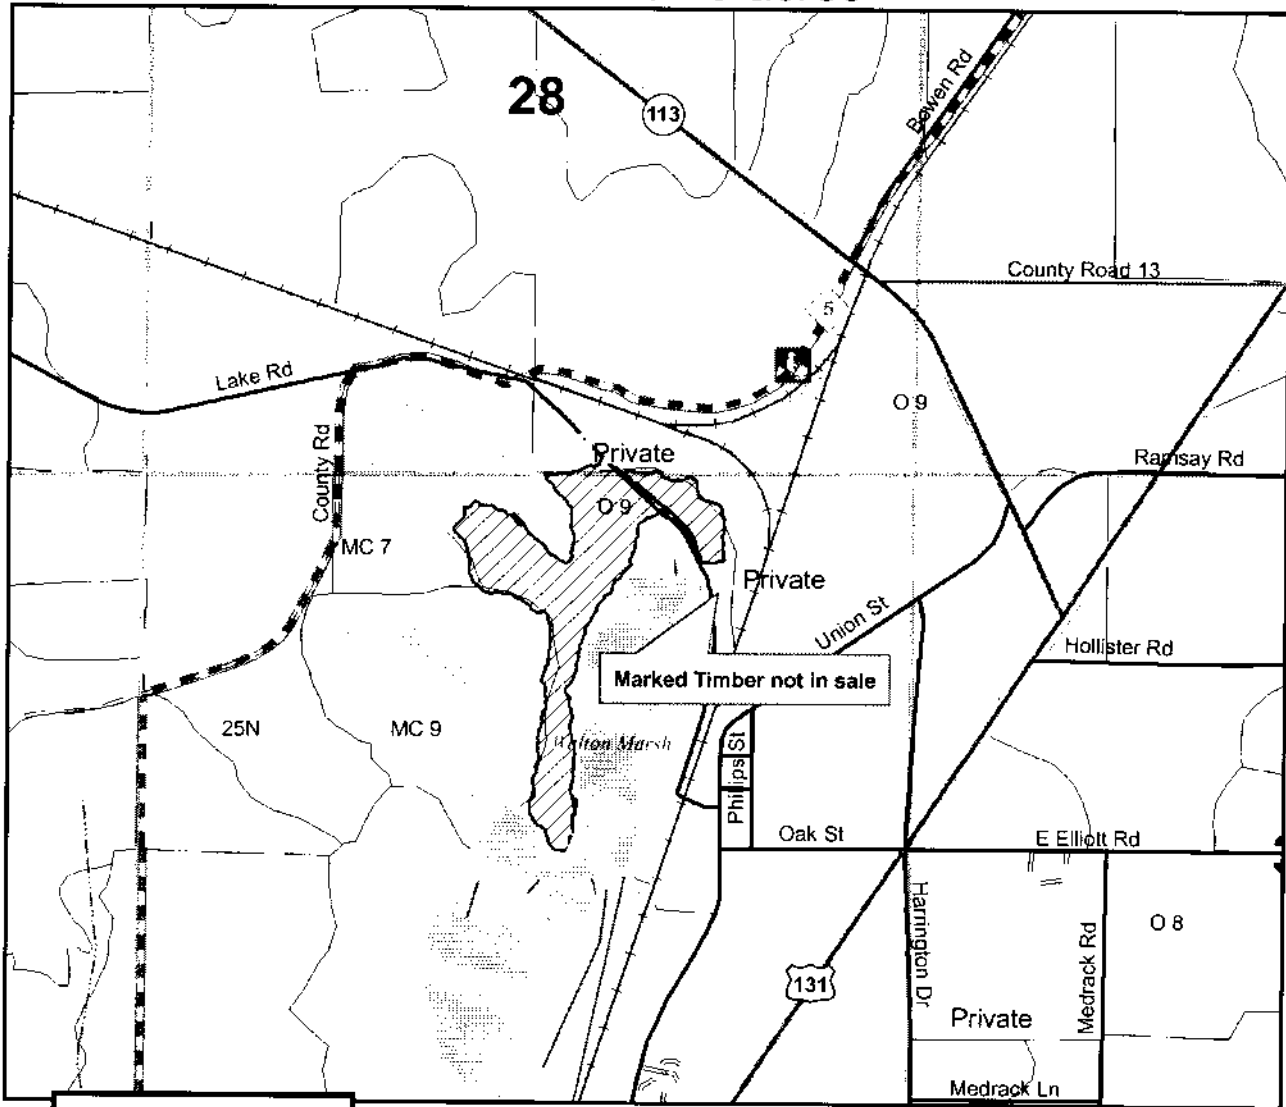 28
113
Bowen Rd
County Road 13
5
Lake Rd
O 9
County Rd
Private
Ramsay Rd
O 9
MC 7
Private
Union St
Hollister Rd
Marked Timber not in sale
25N
MC 9
Walton Marsh
Phillips St
Oak St
E Elliott Rd
Harrington Dr
Medrack Rd
O 8
131
Private
Medrack Ln